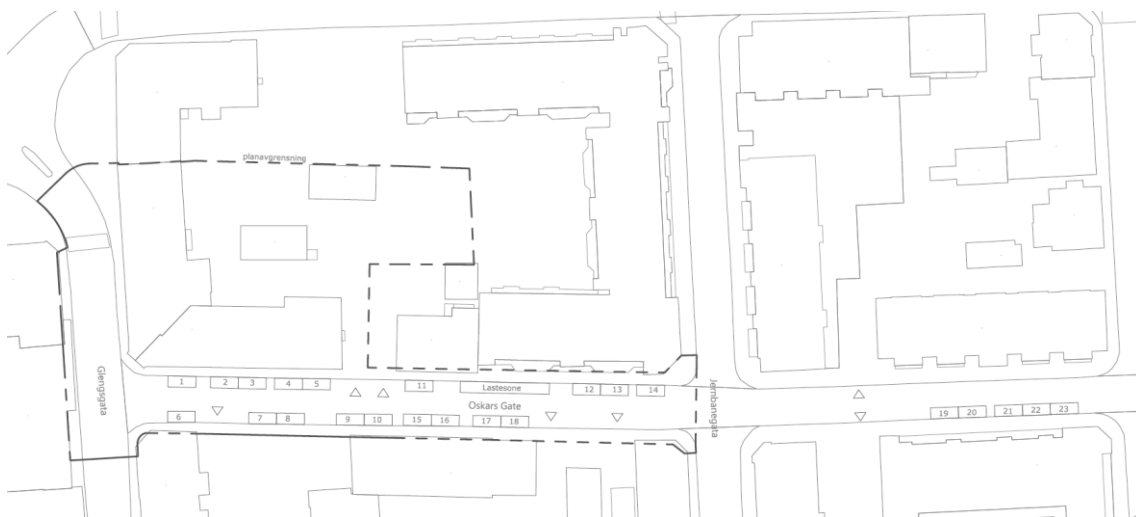 planavgrensning
Glengsgata
1 2 3 4 5 11 Lastesone 12 13 14
Oskars Gate
Jernbanegata
6 7 8 9 10 15 16 17 18 19 20 21 22 23